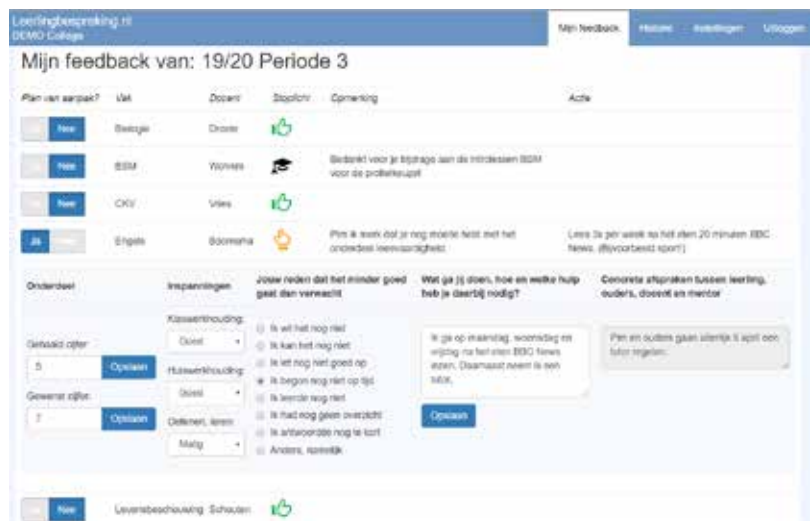 Leerlingbespreking.nl
DEMO College
Mijn feedback Historie Instellingen Uitloggen
Mijn feedback van: 19/20 Periode 3
Plan van aanpak? Vak Docent Stoplicht Opmerking Actie
Nee Biologie Droste
Nee BSM Wonders Bedankt voor je bijdrage aan de minilessen BSM
voor de profielkeuze!
Nee CKV Vries
Ja Engels Boomsma Pim ik merk dat je nog moeite hebt met het
onderdeel leesvaardigheid. Lees 3x per week na het eten 20 minuten BBC
News. (Bijvoorbeeld sport!)
Onderdeel Inspanningen Jouw reden dat het minder goed
gaat dan verwacht
Wat ga jij doen, hoe en welke hulp
heb je daarbij nodig?
Concrete afspraken tussen leerling,
ouders, docent en mentor
Gehaald cijfer:
5 Opslaan
Gewenst cijfer:
7 Opslaan
Klaswerkhouding:
Goed
Huiswerkhouding:
Goed
Oefenen, leren:
Matig
Ik wil het nog niet
Ik kan het nog niet
Ik let nog niet goed op
Ik begon nog niet op tijd
Ik leerde nog niet
Ik had nog geen overzicht
Ik antwoordde nog te kort
Anders, namelijk
Ik ga op maandag, woensdag en
vrijdag na het eten BBC News
lezen. Daarnaast neem ik een
tutor.
Opslaan
Pim en ouders gaan uiterlijk 5 april een
tutor regelen.
Nee Levensbeschouwing Schouten